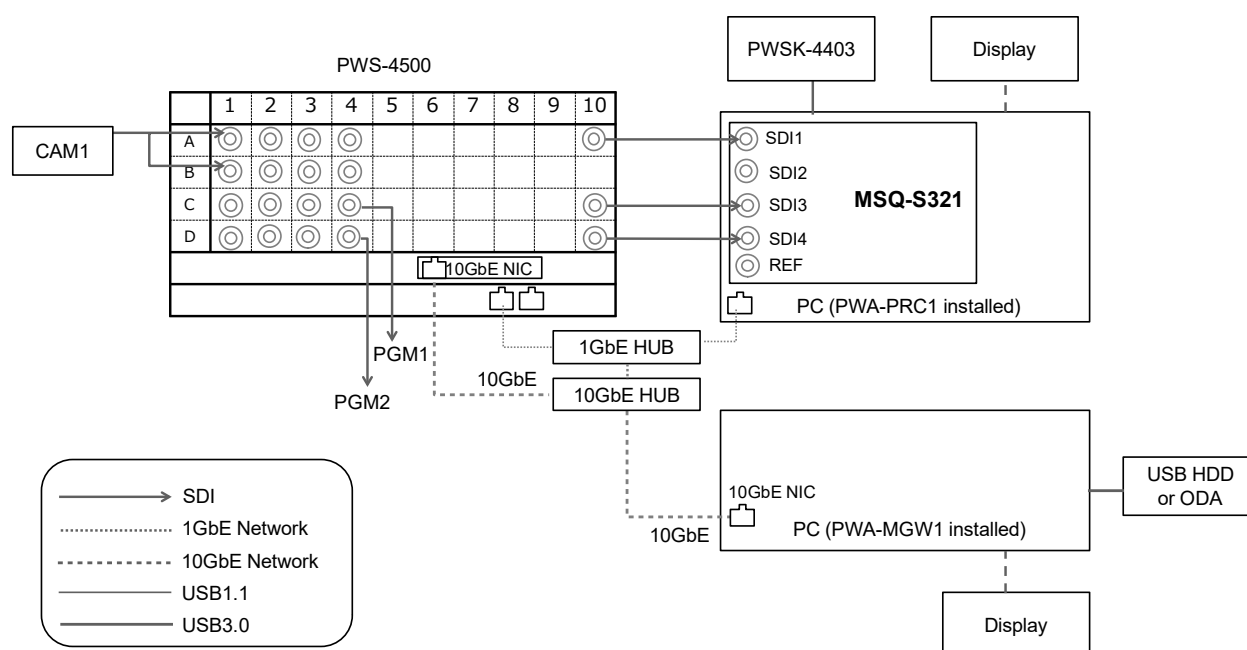 PWS-4500
PWSK-4403
Display
1 2 3 4 5 6 7 8 9 10
CAM1
A
B
C
D
SDI1
SDI2
SDI3
SDI4
REF
MSQ-S321
10GbE NIC
PC (PWA-PRC1 installed)
1GbE HUB
PGM1
10GbE
10GbE HUB
PGM2
SDI
1GbE Network
10GbE Network
USB1.1
USB3.0
10GbE NIC
10GbE
PC (PWA-MGW1 installed)
USB HDD
or ODA
Display